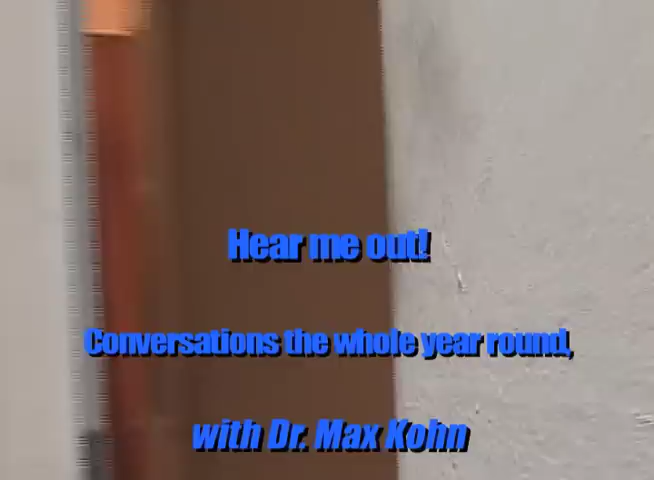 Hear me out!
Conversations the whole year round,
with Dr. Max Kohn